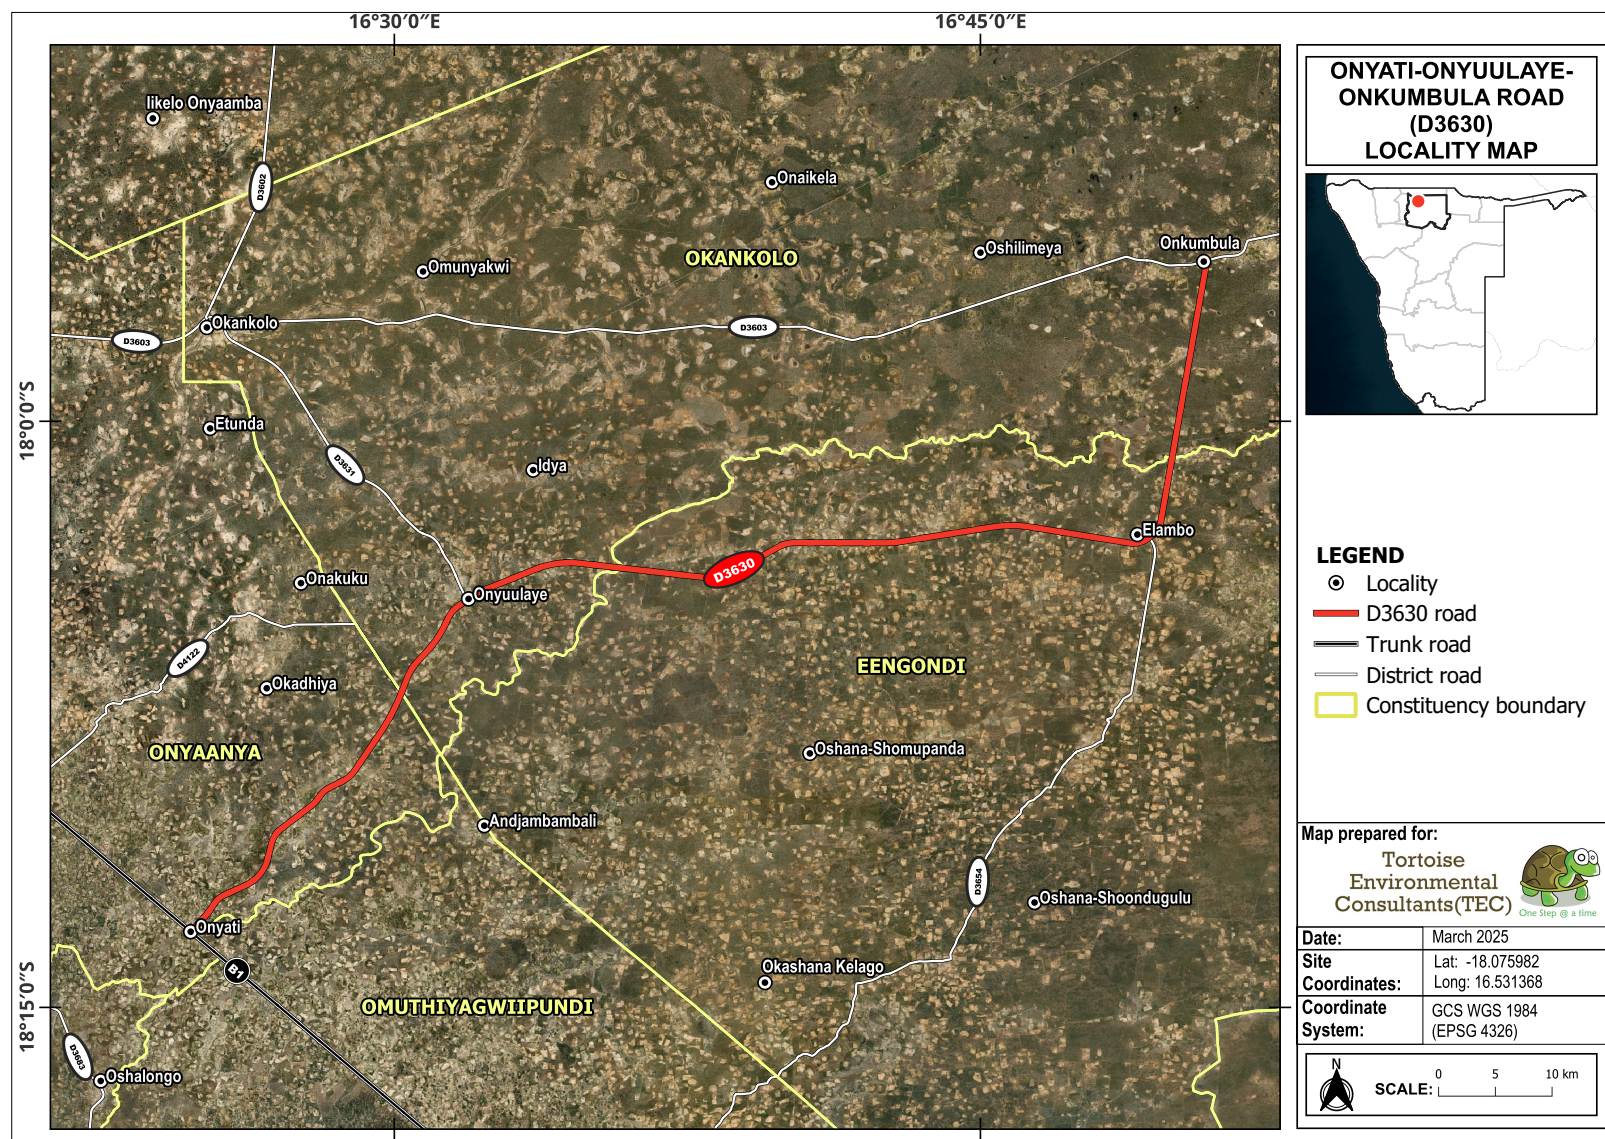 16°30′0″E
16°45′0″E
18°0′0″S
18°15′0″S
Iikelo Onyaamba
D3602
Onaikela
Oshilimeya
Onkumbula
OKANKOLO
Omunyakwi
Okankolo
D3603
D3603
Etunda
D3631
Idya
Elambo
D3630
Onakuku
Onyuulaye
D4122
Okadhiya
EENGONDI
ONYAANYA
Oshana-Shomupanda
Andjambambali
D3654
Oshana-Shoondugulu
Onyati
B1
Okashana Kelago
OMUTHIYAGWIIPUNDI
D3683
Oshalongo
ONYATI-ONYUULAYE-
ONKUMBULA ROAD
(D3630)
LOCALITY MAP
LEGEND
Locality
D3630 road
Trunk road
District road
Constituency boundary
Map prepared for:
Tortoise
Environmental
Consultants(TEC)
One Step @ a time
Date: March 2025
Site Coordinates: Lat: -18.075982
Long: 16.531368
Coordinate System: GCS WGS 1984
(EPSG 4326)
N
SCALE: 0 5 10 km